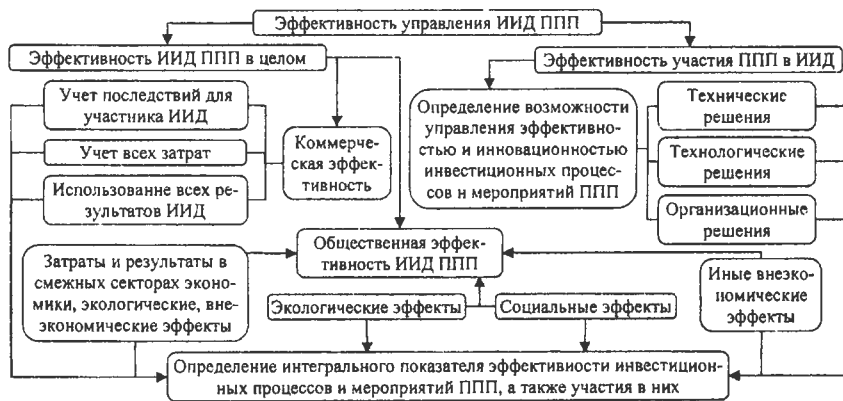 Эффективность управления ИИД ППП
Эффективность ИИД ППП в целом
Эффективность участия ППП в ИИД
Учет последствий для
участника ИИД
Учет всех затрат
Использование всех ре-
зультатов ИИД
Коммерче-
ская эффек-
тивность
Определение возможности
управления эффективно-
стью и инновационностью
инвестиционных процес-
сов и мероприятий ППП
Технические
решения
Технологические
решения
Организационные
решения
Затраты и результаты в
смежных секторах эконо-
мики, экологические, вне-
экономические эффекты
Общественная эффек-
тивность ИИД ППП
Иные внеэко-
номические
эффекты
Экологические эффекты
Социальные эффекты
Определение интегрального показателя эффективности инвестицион-
ных процессов и мероприятий ППП, а также участия в них